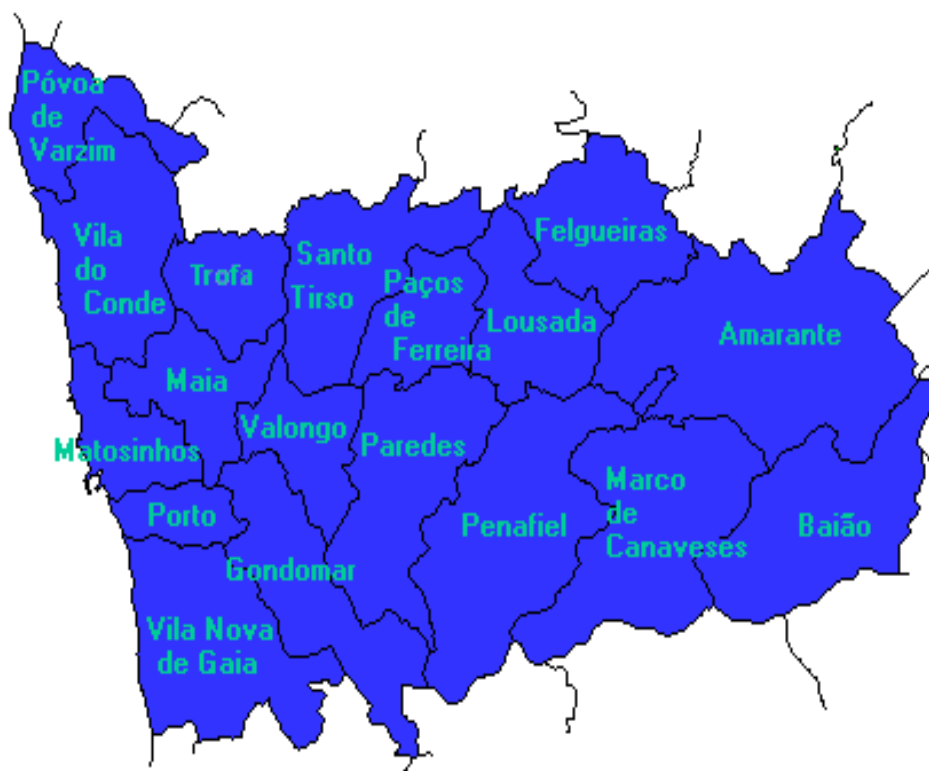 Póvoa
de
Varzim
Vila
do
Conde
Trofa
Santo
Tirso
Paços
de
Ferreira
Felgueiras
Lousada
Amarante
Maia
Matosinhos
Valongo
Paredes
Porto
Gondomar
Penafiel
Marco
de
Canaveses
Baião
Vila Nova
de Gaia